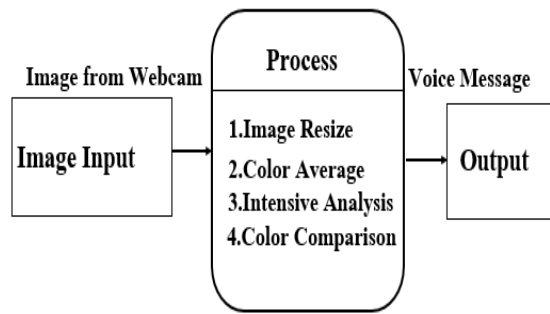 Image from Webcam
Image Input
Process
1.Image Resize
2.Color Average
3.Intensive Analysis
4.Color Comparison
Voice Message
Output